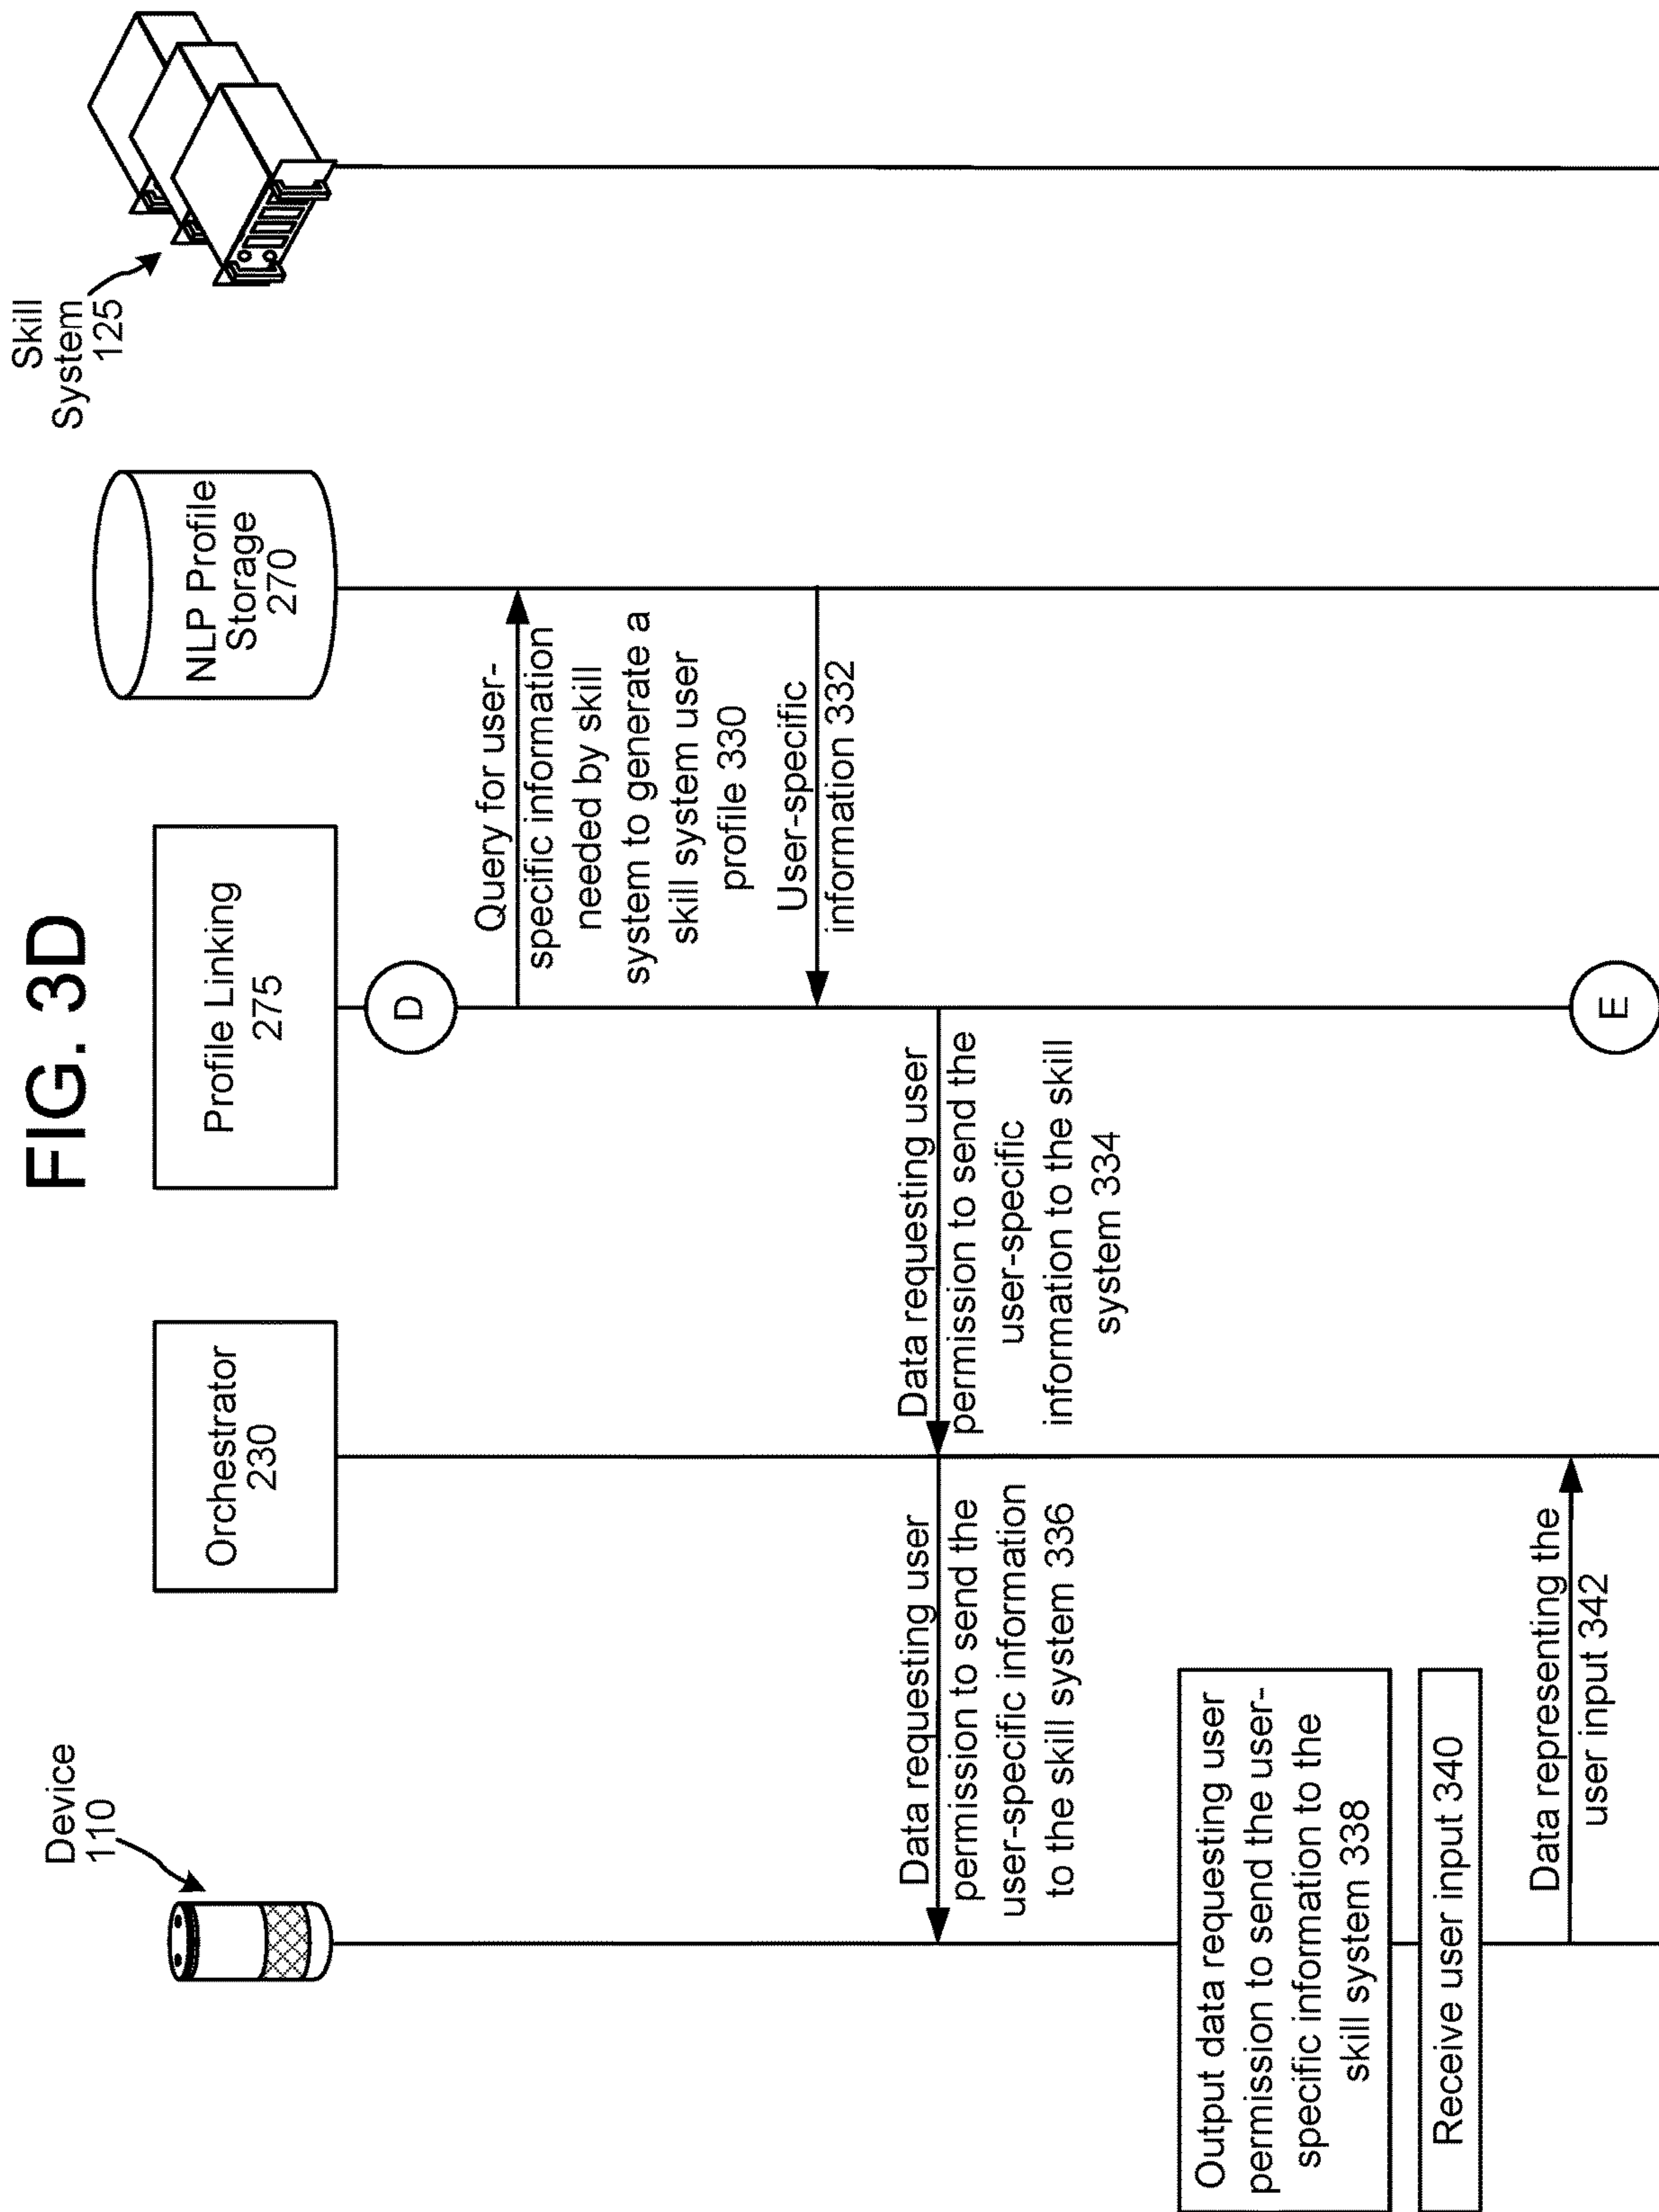 FIG. 3D
Device
110
Orchestrator
230
Profile Linking
275
NLP Profile
Storage
270
Skill
System
125
D
Query for user-
specific information
needed by skill
system to generate a
skill system user
profile 330
User-specific
information 332
Data requesting user
permission to send the
user-specific
information to the skill
system 334
Data requesting user
permission to send the
user-specific information
to the skill system 336
Output data requesting user
permission to send the user-
specific information to the
skill system 338
Receive user input 340
Data representing the
user input 342
E